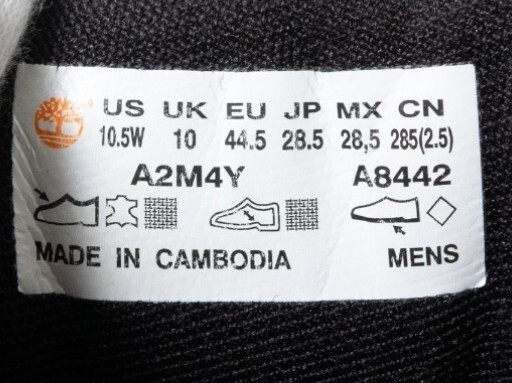 US UK EU JP MX CN
10.5W 10 44.5 28.5 28,5 285(2.5)
A2M4Y A8442
MADE IN CAMBODIA MENS